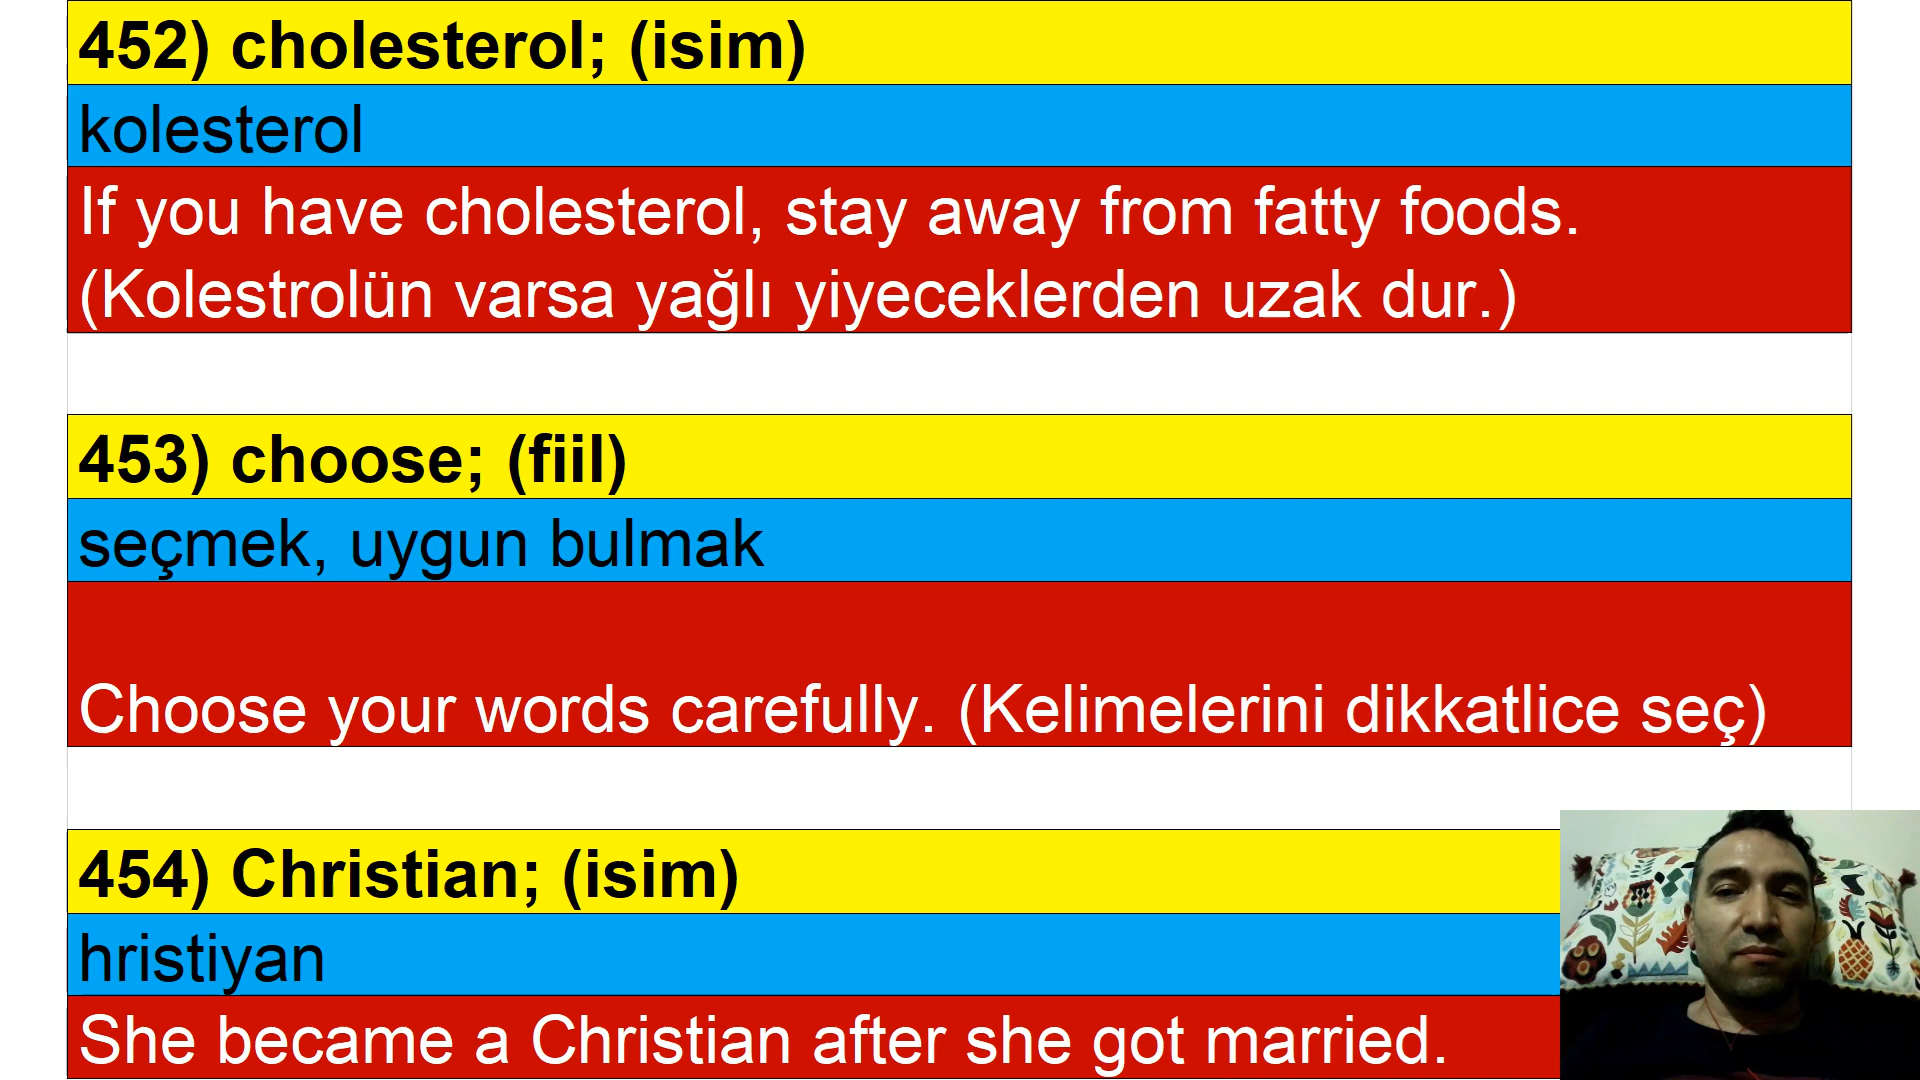 452) cholesterol; (isim)
kolesterol
If you have cholesterol, stay away from fatty foods.
(Kolestrolün varsa yağlı yiyeceklerden uzak dur.)
453) choose; (fiil)
seçmek, uygun bulmak
Choose your words carefully. (Kelimelerini dikkatlice seç)
454) Christian; (isim)
hristiyan
She became a Christian after she got married.